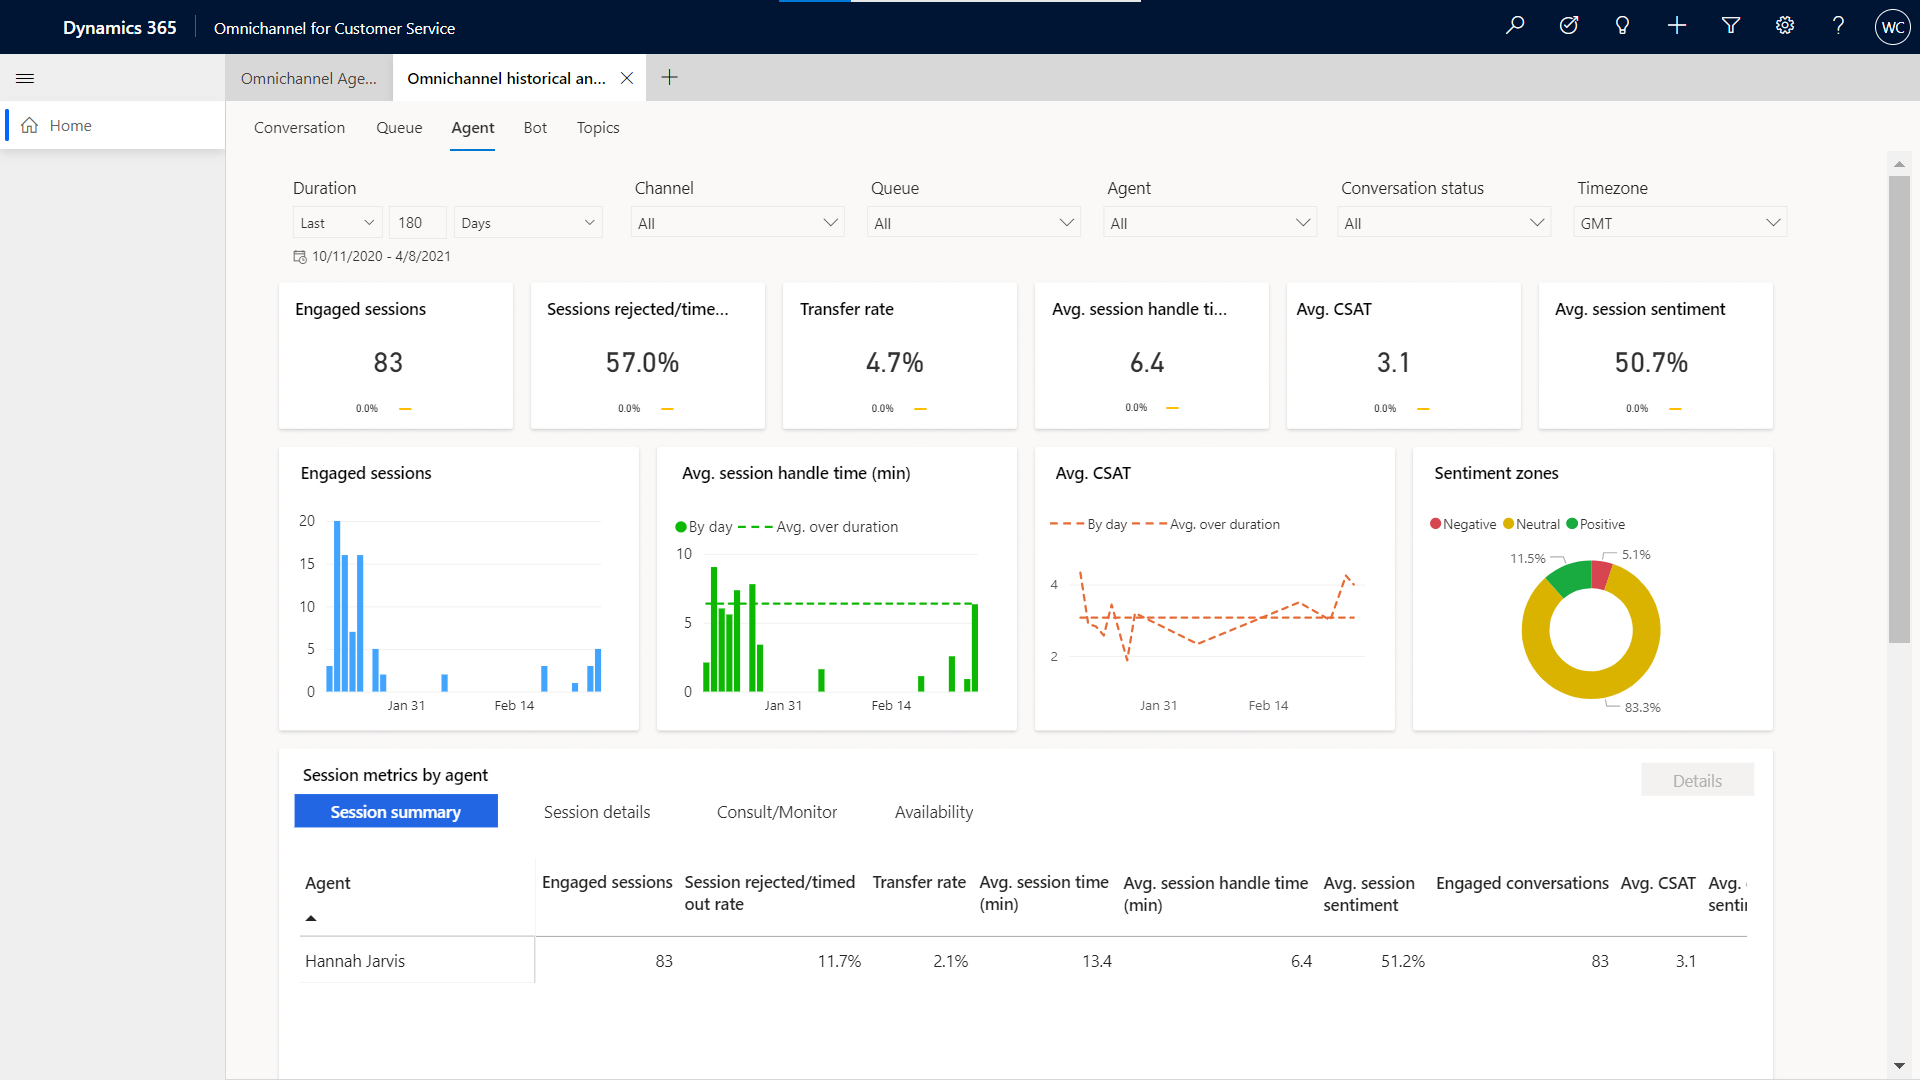 Dynamics 365
Omnichannel for Customer Service
WC
Omnichannel Age...
Omnichannel historical an...
Home
Conversation
Queue
Agent
Bot
Topics
Duration
Channel
Queue
Agent
Conversation status
Timezone
Last
180
Days
All
All
All
All
GMT
10/11/2020 - 4/8/2021
Engaged sessions
83
0.0%
Sessions rejected/time...
57.0%
0.0%
Transfer rate
4.7%
0.0%
Avg. session handle ti...
6.4
0.0%
Avg. CSAT
3.1
0.0%
Avg. session sentiment
50.7%
0.0%
Engaged sessions
20
15
10
5
0
Jan 31
Feb 14
Avg. session handle time (min)
By day
Avg. over duration
10
5
0
Jan 31
Feb 14
Avg. CSAT
By day
Avg. over duration
4
2
Jan 31
Feb 14
Sentiment zones
Negative
Neutral
Positive
11.5%
5.1%
83.3%
Session metrics by agent
Details
Session summary
Session details
Consult/Monitor
Availability
Agent
Engaged sessions
Session rejected/timed
out rate
Transfer rate
Avg. session time
(min)
Avg. session handle time
(min)
Avg. session
sentiment
Engaged conversations
Avg. CSAT
Avg.
senti
Hannah Jarvis
83
11.7%
2.1%
13.4
6.4
51.2%
83
3.1